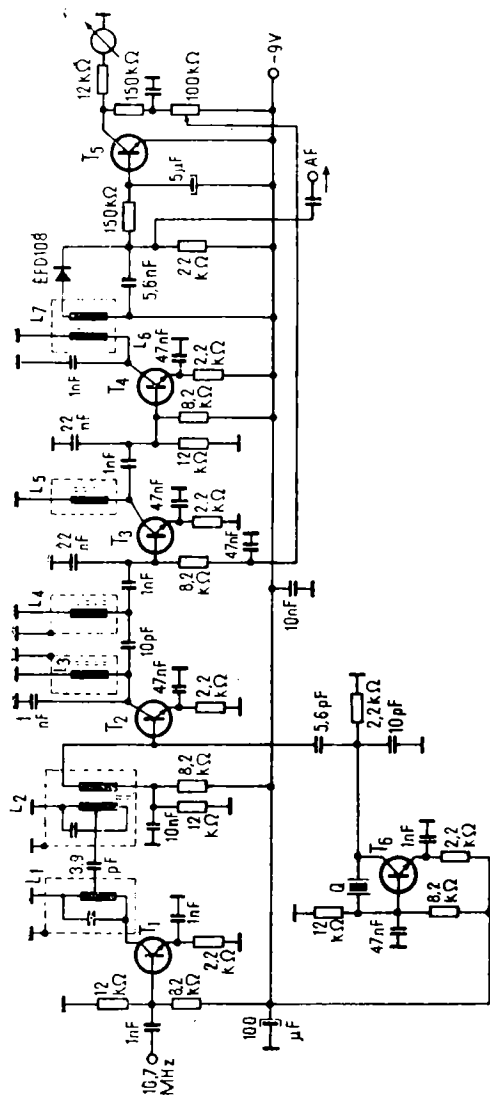 10,7
MHz
1nF
12
kΩ
8,2
kΩ
100
µF
T1
1nF
2,2
kΩ
L1
3,9
pF
L2
10nF
12
kΩ
8,2
kΩ
T2
47nF
2,2
kΩ
1
nF
L3
10pF
L4
1nF
22
nF
T3
8,2
kΩ
47nF
2,2
kΩ
47nF
10nF
L5
1nF
22
nF
T4
12
kΩ
8,2
kΩ
47nF
2,2
kΩ
1nF
L6
L7
EFD108
5,6nF
22
kΩ
150kΩ
5µF
T5
AF
12kΩ
150kΩ
100kΩ
-9V
5,6pF
2,2kΩ
10pF
Q
T6
12
kΩ
47nF
8,2
kΩ
1nF
2,2
kΩ